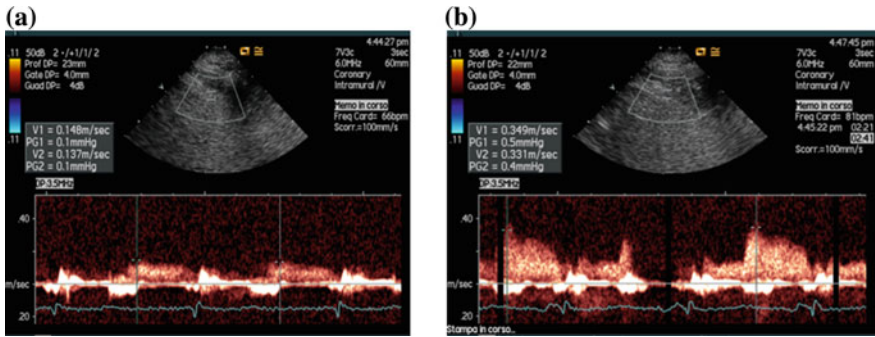 (a)
4:44:27 pm
.11
50dB 2 ·/+1/1/ 2
Prof DP= 23mm
Gate DP= 4.0mm
Guad DP= 4dB
7V3c 3sec
6.0MHz 60mm
Coronary
Intramural /V
Memo in corso
Freq Card= 66bpm
Scorr.=100mm/s
.11
V1 = 0.148m/sec
PG1 = 0.1mmHg
V2 = 0.137m/sec
PG2 = 0.1mmHg
DP:3.5MHz
.40
m/sec
.20
(b)
4:47:45 pm
.11
50dB 2 ·/+1/1/ 2
Prof DP= 22mm
Gate DP= 4.0mm
Guad DP= 4dB
7V3c 3sec
6.0MHz 60mm
Coronary
Intramural /V
Memo in corso
Freq Card= 81bpm
4:45:22 pm 02:21
02:41
Scorr.=100mm/s
.11
V1 = 0.349m/sec
PG1 = 0.5mmHg
V2 = 0.331m/sec
PG2 = 0.4mmHg
DP:3.5MHz
.40
m/sec
.20
Stampa in corso...